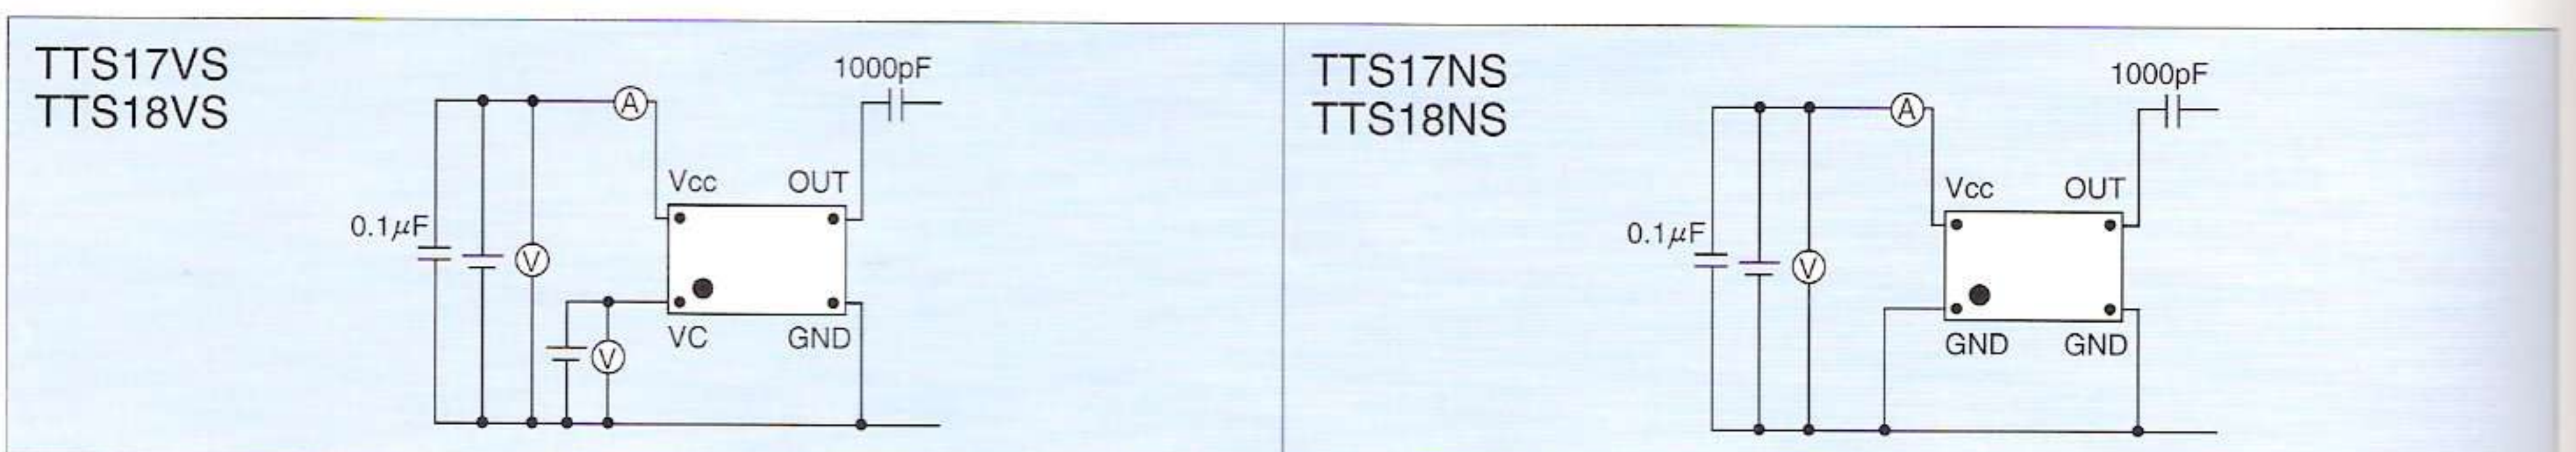 TTS17VS
TTS18VS
1000pF
A
Vcc
OUT
0.1μF
V
VC
GND
V
TTS17NS
TTS18NS
1000pF
A
Vcc
OUT
0.1μF
V
GND
GND